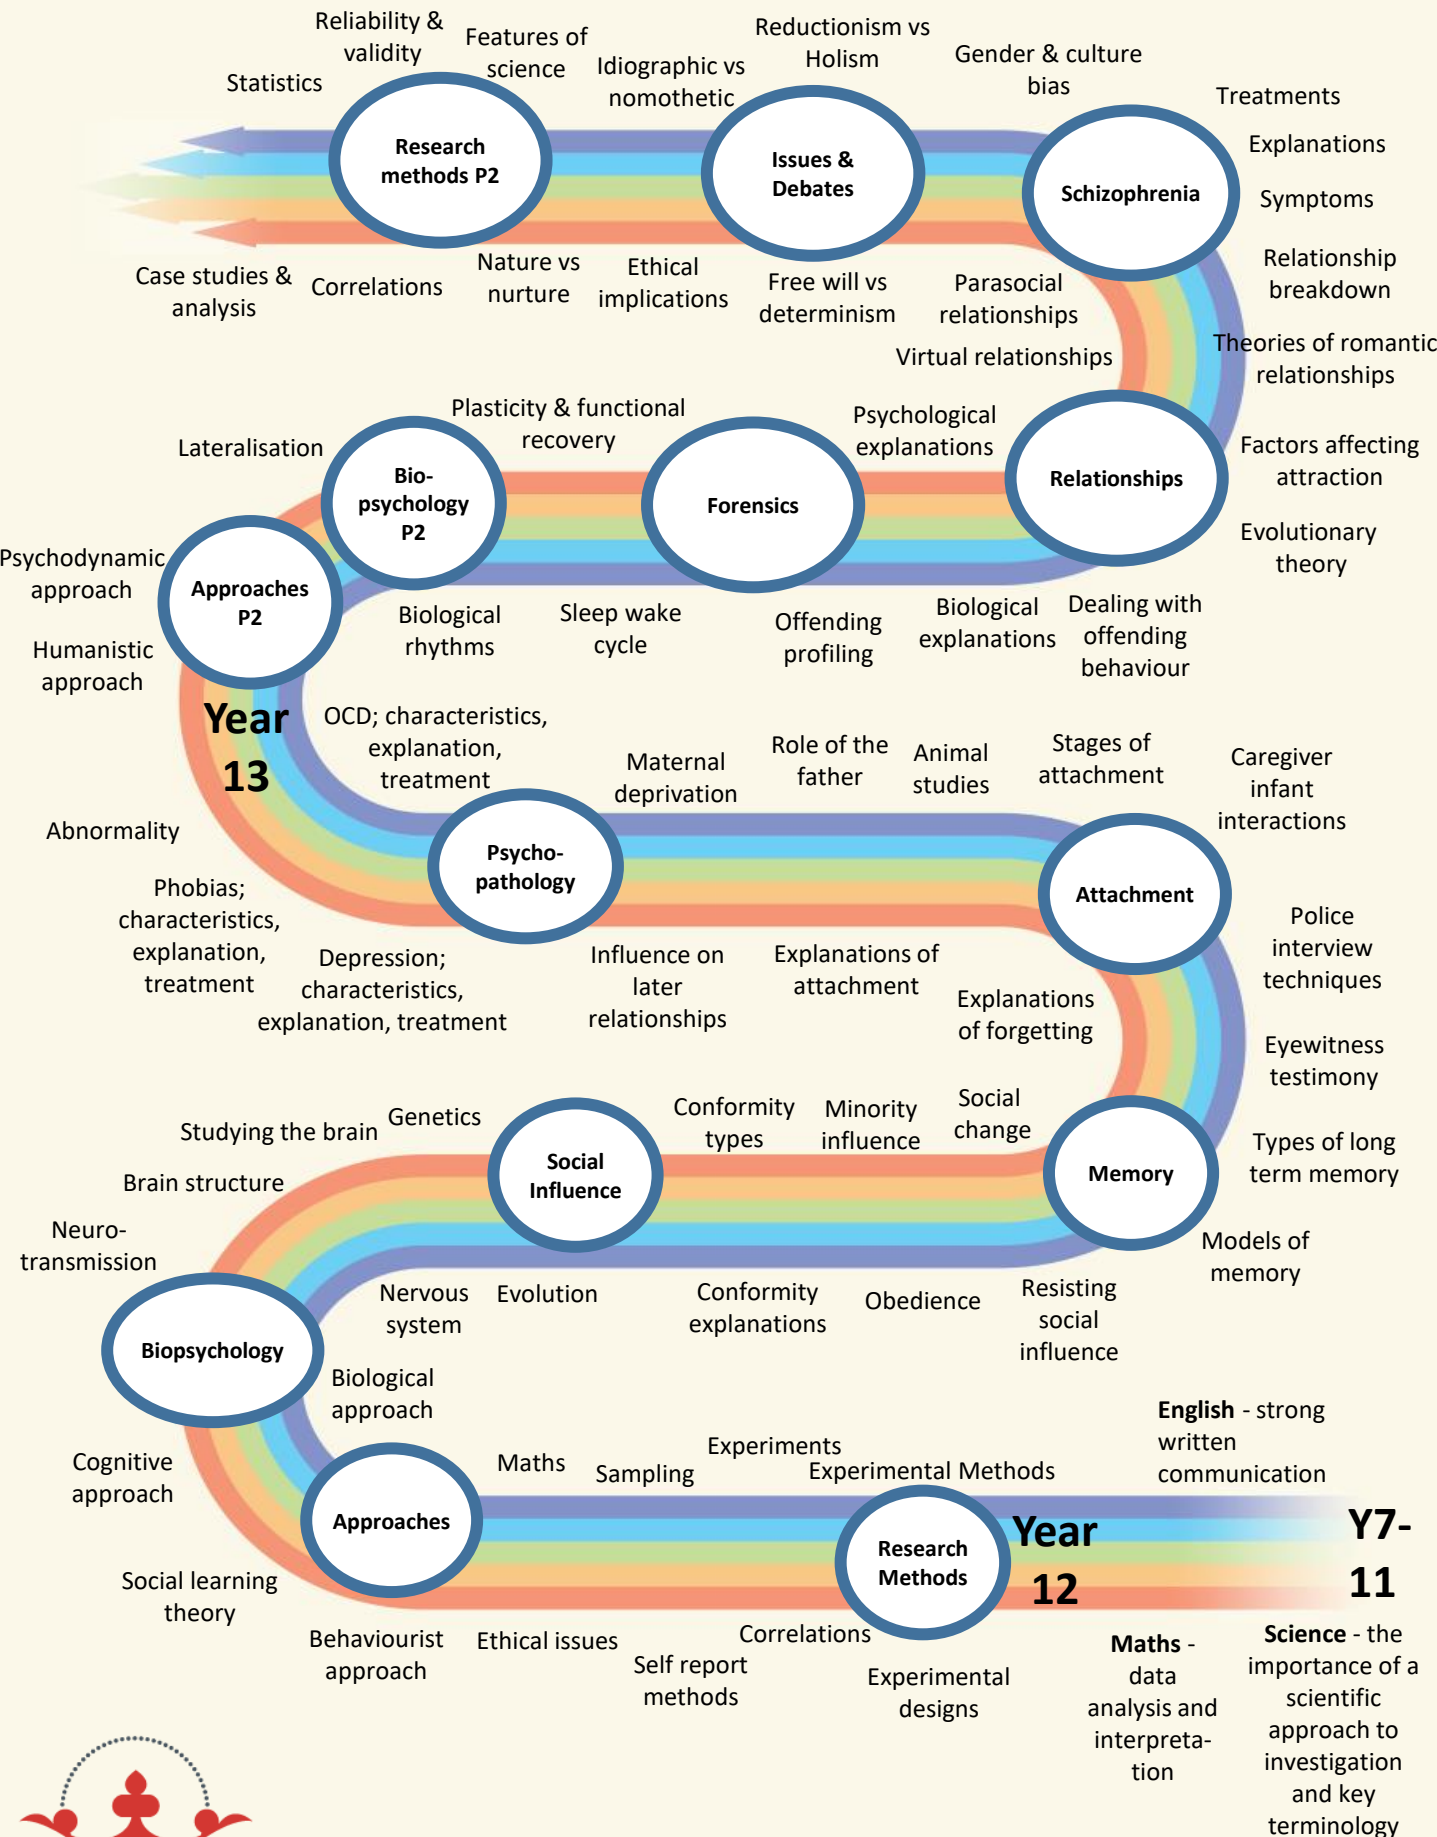 Reliability &
validity
Features of
science
Statistics
Idiographic vs
nomothetic
Reductionism vs
Holism
Gender & culture
bias
Treatments
Explanations
Symptoms
Research
methods P2
Issues &
Debates
Schizophrenia
Case studies &
analysis
Correlations
Nature vs
nurture
Ethical
implications
Free will vs
determinism
Parasocial
relationships
Virtual relationships
Relationship
breakdown
Theories of romantic
relationships
Factors affecting
attraction
Evolutionary
theory
Lateralisation
Plasticity & functional
recovery
Psychological
explanations
Bio-
psychology
P2
Forensics
Relationships
Psychodynamic
approach
Approaches
P2
Humanistic
approach
Biological
rhythms
Sleep wake
cycle
Offending
profiling
Biological
explanations
Dealing with
offending
behaviour
Year
13
OCD; characteristics,
explanation,
treatment
Maternal
deprivation
Role of the
father
Animal
studies
Stages of
attachment
Caregiver
infant
interactions
Abnormality
Psycho-
pathology
Attachment
Phobias;
characteristics,
explanation,
treatment
Depression;
characteristics,
explanation, treatment
Influence on
later
relationships
Explanations of
attachment
Explanations
of forgetting
Police
interview
techniques
Eyewitness
testimony
Types of long
term memory
Models of
memory
Studying the brain
Genetics
Conformity
types
Minority
influence
Social
change
Brain structure
Social
Influence
Memory
Neuro-
transmission
Nervous
system
Evolution
Conformity
explanations
Obedience
Resisting
social
influence
Biopsychology
Biological
approach
Cognitive
approach
Maths
Sampling
Experiments
Experimental Methods
English - strong
written
communication
Approaches
Research
Methods
Year
12
Y7-
11
Social learning
theory
Behaviourist
approach
Ethical issues
Self report
methods
Correlations
Experimental
designs
Maths -
data
analysis and
interpreta-
tion
Science - the
importance of a
scientific
approach to
investigation
and key
terminology